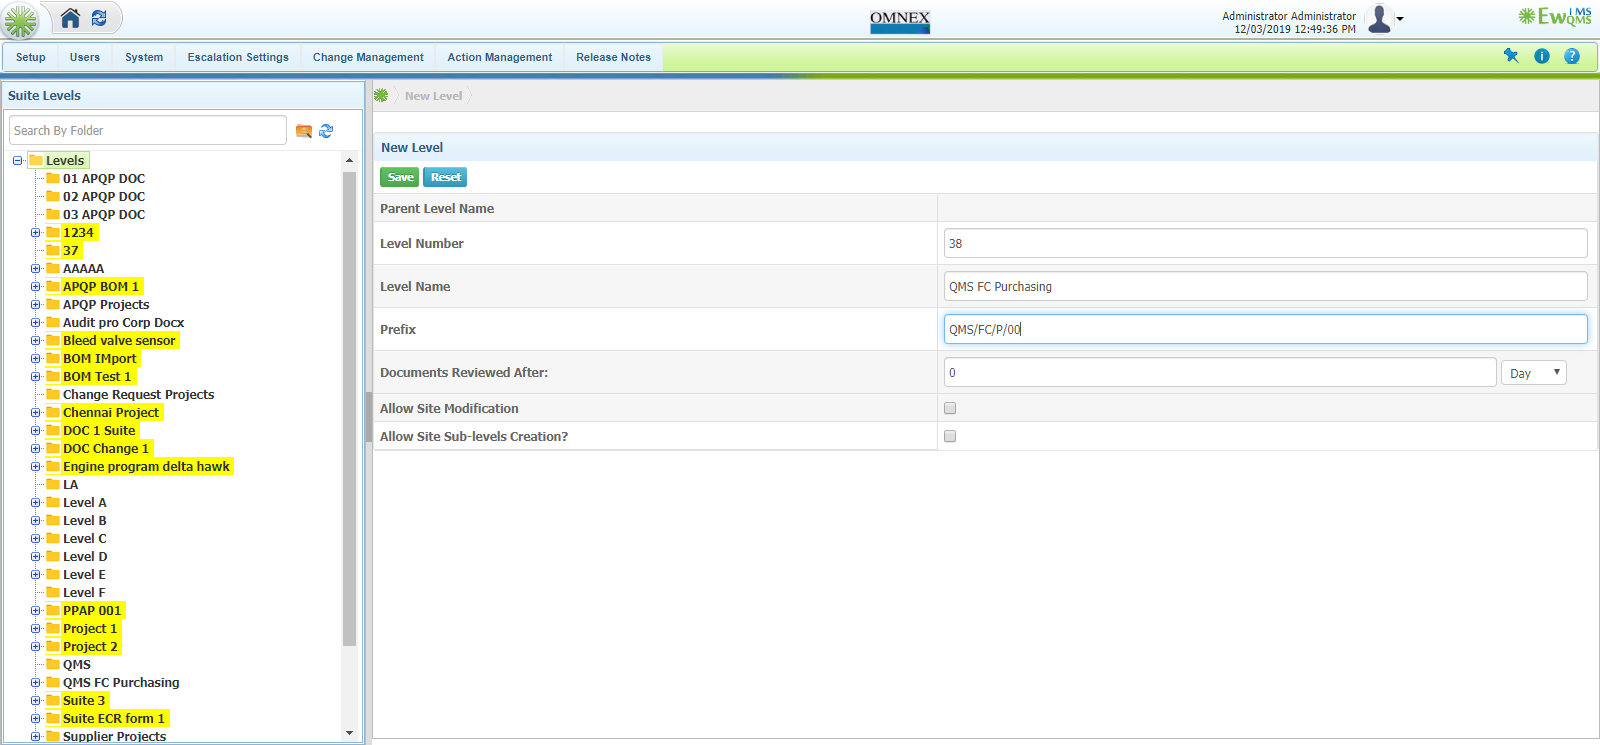 OMNEX
Administrator Administrator
12/03/2019 12:49:36 PM
EwIMS
QMS
Setup Users System Escalation Settings Change Management Action Management Release Notes
Suite Levels
Search By Folder
Levels
01 APQP DOC
02 APQP DOC
03 APQP DOC
1234
37
AAAAA
APQP BOM 1
APQP Projects
Audit pro Corp Docx
Bleed valve sensor
BOM IMport
BOM Test 1
Change Request Projects
Chennai Project
DOC 1 Suite
DOC Change 1
Engine program delta hawk
LA
Level A
Level B
Level C
Level D
Level E
Level F
PPAP 001
Project 1
Project 2
QMS
QMS FC Purchasing
Suite 3
Suite ECR form 1
Supplier Projects
New Level
New Level
Save Reset
Parent Level Name
Level Number 38
Level Name QMS FC Purchasing
Prefix QMS/FC/P/00
Documents Reviewed After: 0 Day
Allow Site Modification
Allow Site Sub-levels Creation?